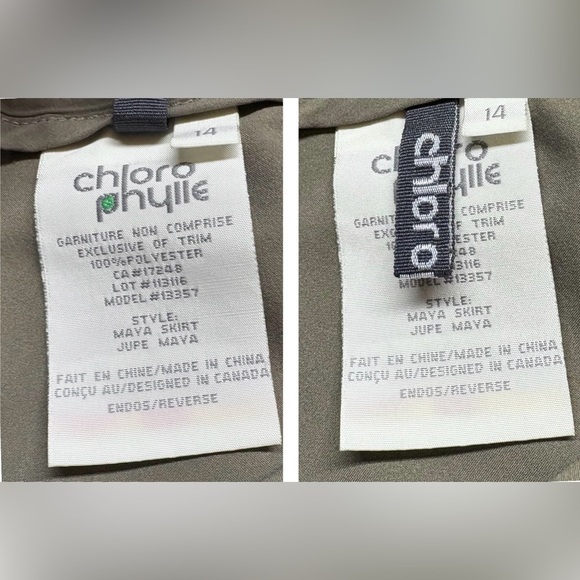 14
chloro
phylle
GARNITURE NON COMPRISE
EXCLUSIVE OF TRIM
100%POLYESTER
CA#17248
LOT#113116
MODEL#13357
STYLE:
MAYA SKIRT
JUPE MAYA
FAIT EN CHINE/MADE IN CHINA
CONÇU AU/DESIGNED IN CANADA
ENDOS/REVERSE
14
chloro
COMPRISE
TRIM
248
3116
MODEL#13357
STYLE:
MAYA SKIRT
JUPE MAYA
FAIT EN CHINE/MADE IN CHINA
CONÇU AU/DESIGNED IN CANADA
ENDOS/REVERSE